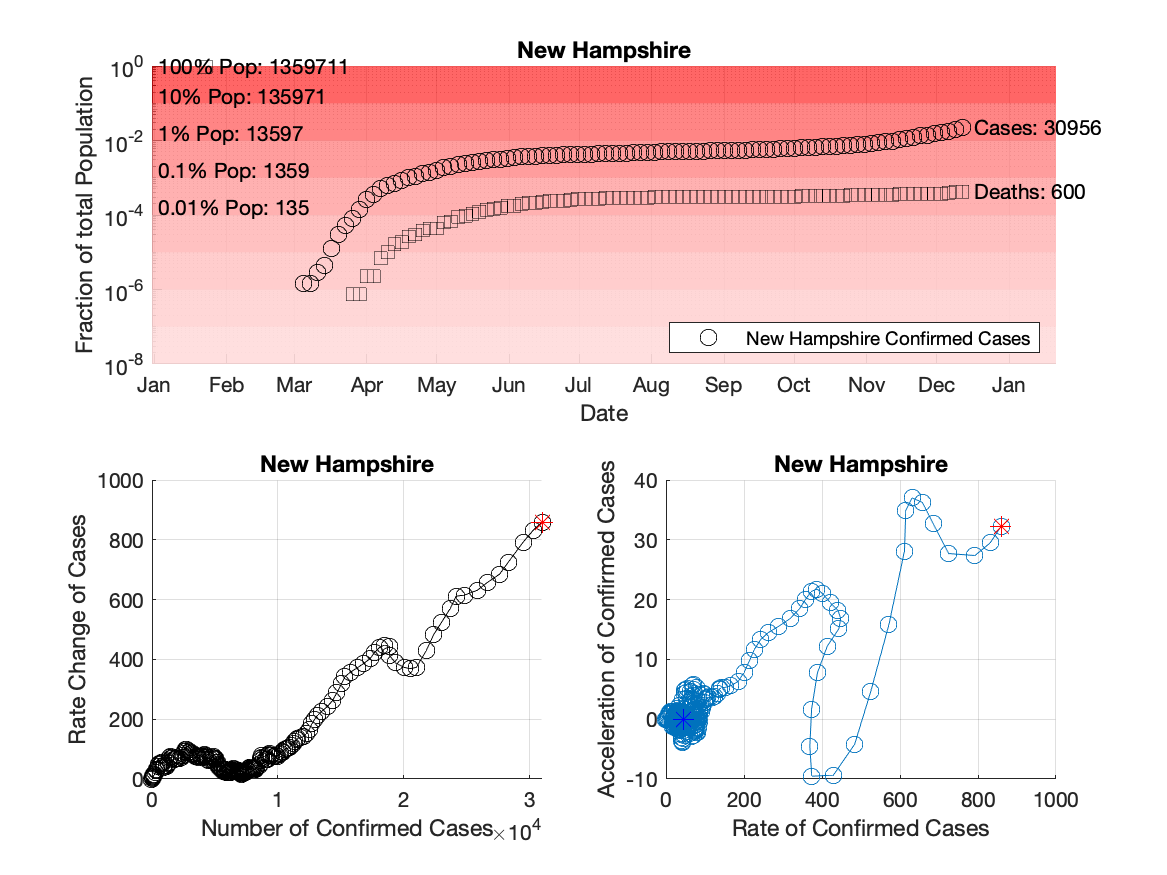 New Hampshire
10^0
10^-2
10^-4
10^-6
10^-8
Fraction of total Population
100% Pop: 1359711
10% Pop: 135971
1% Pop: 13597
0.1% Pop: 1359
0.01% Pop: 135
Cases: 30956
Deaths: 600
New Hampshire Confirmed Cases
Jan Feb Mar Apr May Jun Jul Aug Sep Oct Nov Dec Jan
Date
New Hampshire
1000
800
600
400
200
0
Rate Change of Cases
0 1 2 3
Number of Confirmed Cases ×10^4
New Hampshire
40
30
20
10
0
-10
Acceleration of Confirmed Cases
0 200 400 600 800 1000
Rate of Confirmed Cases